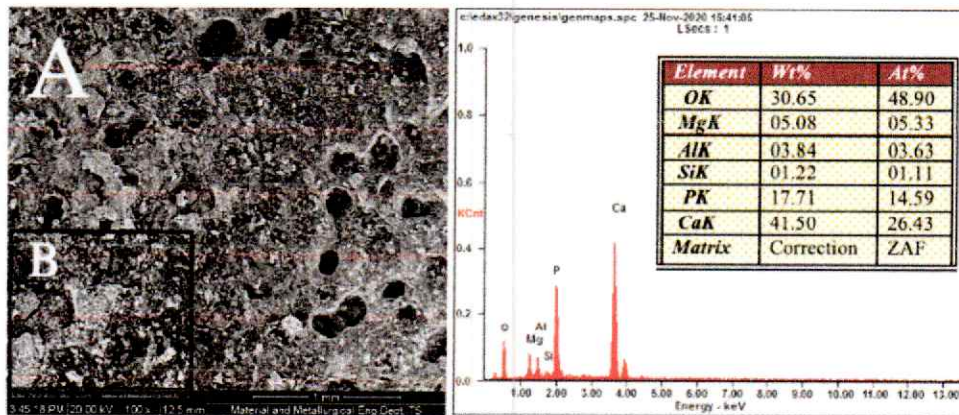 A
B
3:45:18 PM 20.00 kV 100 x 12.5 mm
1 mm
Material and Metallurgical Eng Dept. ITS
c:\edax32\genesis\genmaps.spc 25-Nov-2020 15:41:05
LSecs : 1
1.0
0.8
0.6
KCnt
0.4
0.2
0.0
O
Mg
Al
Si
P
Ca
1.00 2.00 3.00 4.00 5.00 6.00 7.00 8.00 9.00 10.00 11.00 12.00 13.00
Energy - keV
Element Wt% At%
OK 30.65 48.90
MgK 05.08 05.33
AlK 03.84 03.63
SiK 01.22 01.11
PK 17.71 14.59
CaK 41.50 26.43
Matrix Correction ZAF